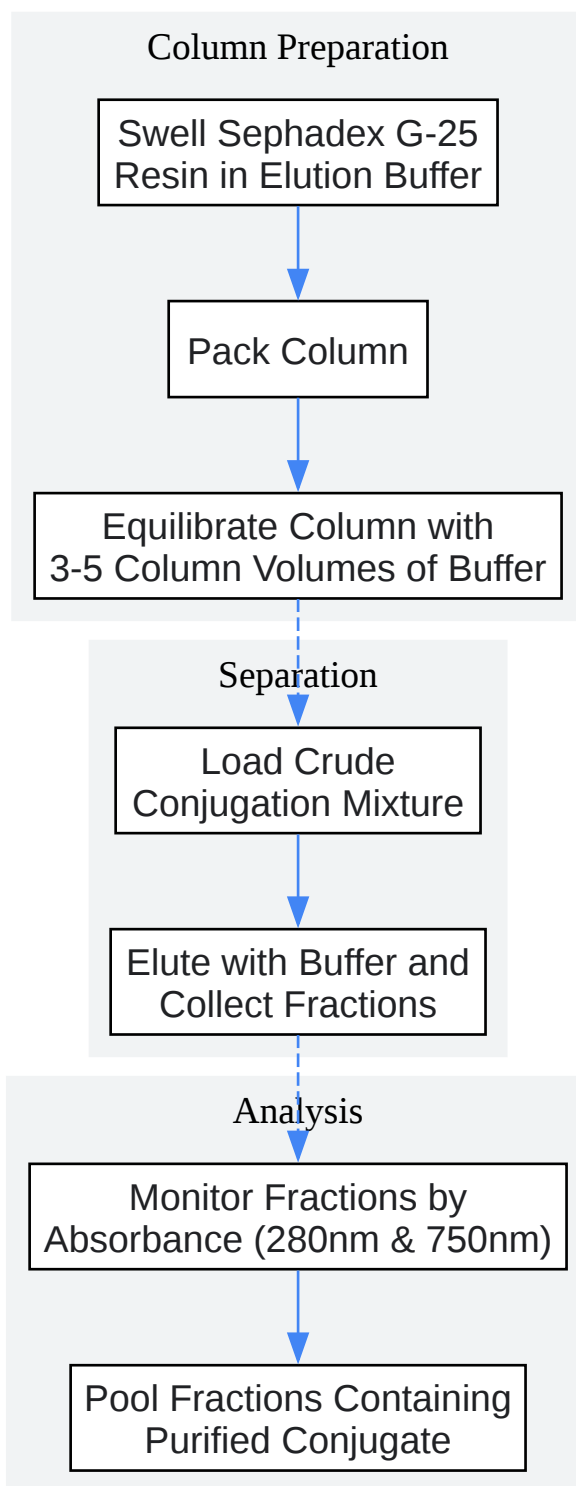 Column Preparation
Swell Sephadex G-25
Resin in Elution Buffer
Pack Column
Equilibrate Column with
3-5 Column Volumes of Buffer
Separation
Load Crude
Conjugation Mixture
Elute with Buffer and
Collect Fractions
Analysis
Monitor Fractions by
Absorbance (280nm & 750nm)
Pool Fractions Containing
Purified Conjugate